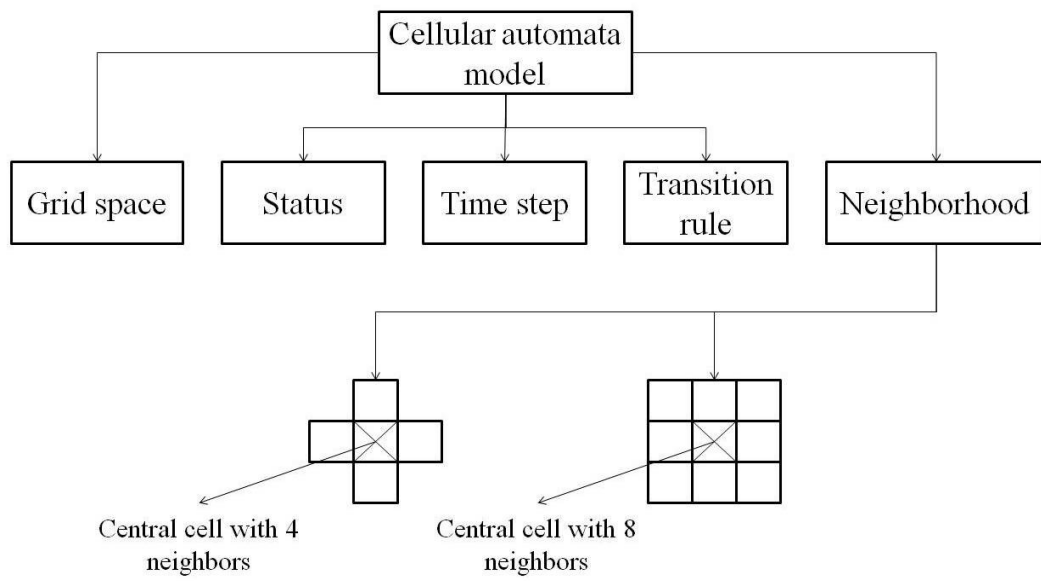 Cellular automata
model
Grid space
Status
Time step
Transition
rule
Neighborhood
Central cell with 4
neighbors
Central cell with 8
neighbors